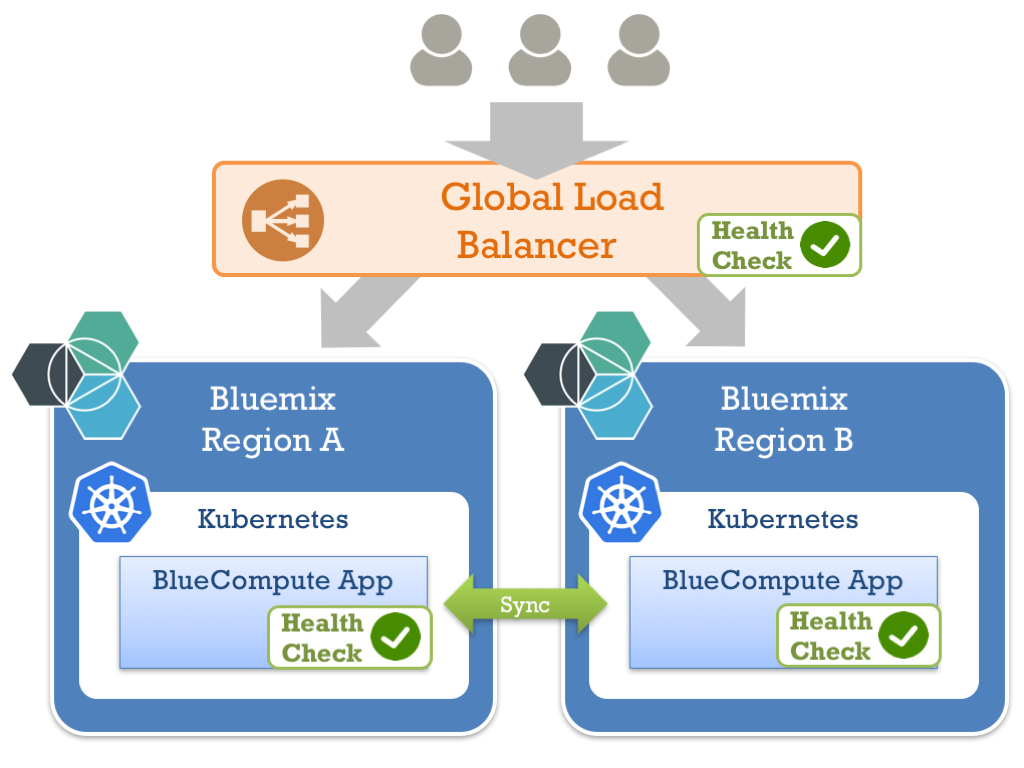 Global Load
Balancer
Health
Check
Bluemix
Region A
Kubernetes
BlueCompute App
Health
Check
Sync
Bluemix
Region B
Kubernetes
BlueCompute App
Health
Check